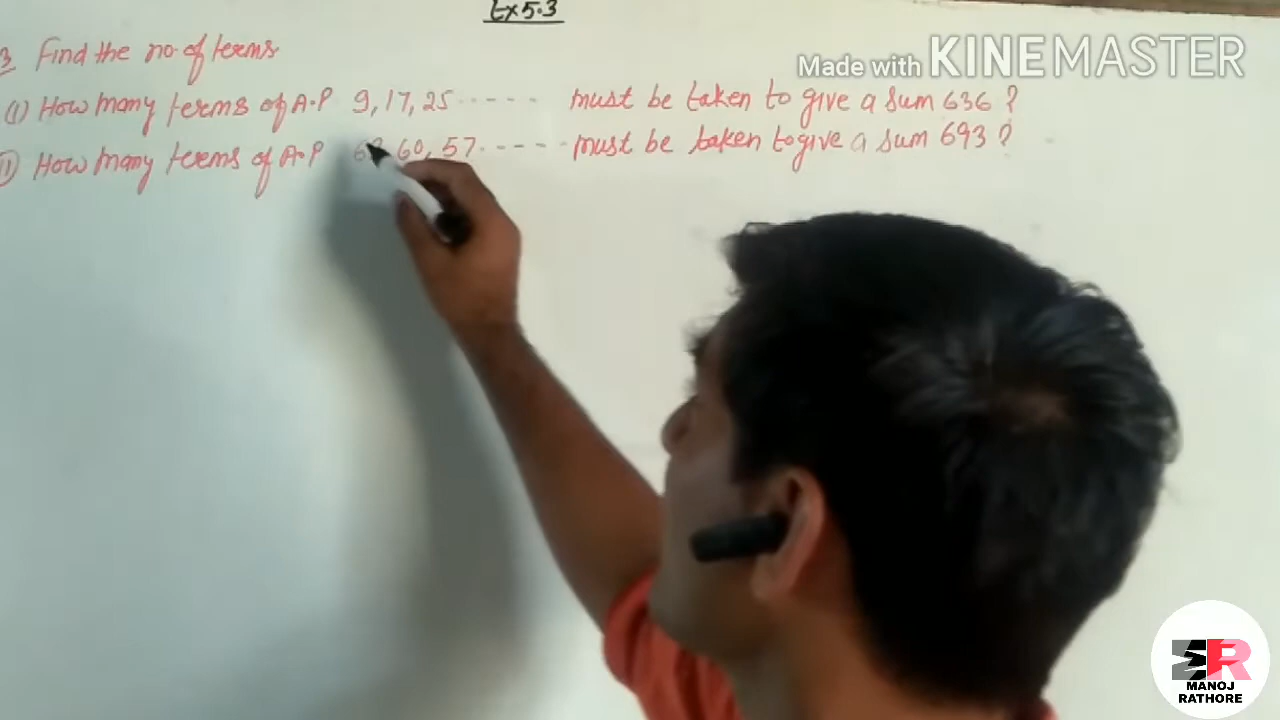 Ex 5.3
3 Find the no. of terms.
Made with KINEMASTER
(i) How many terms of A.P 9, 17, 25 ...... must be taken to give a sum 636 ?
(ii) How many terms of A.P 60, 57 ...... must be taken to give a sum 693 ?
3R
MANOJ
RATHORE